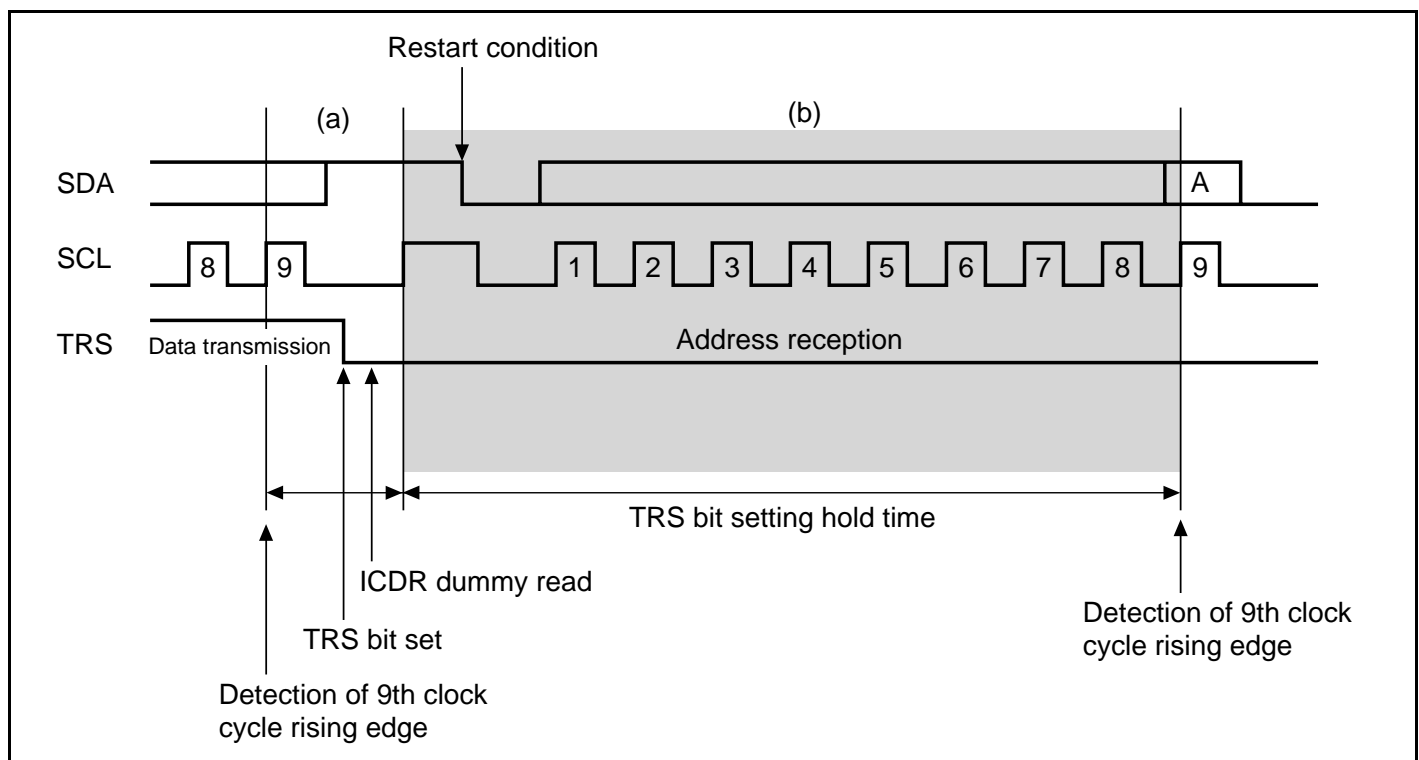 Restart condition
(a)
(b)
SDA
A
SCL
8
9
1
2
3
4
5
6
7
8
9
TRS
Data transmission
Address reception
TRS bit setting hold time
ICDR dummy read
TRS bit set
Detection of 9th clock
cycle rising edge
Detection of 9th clock
cycle rising edge